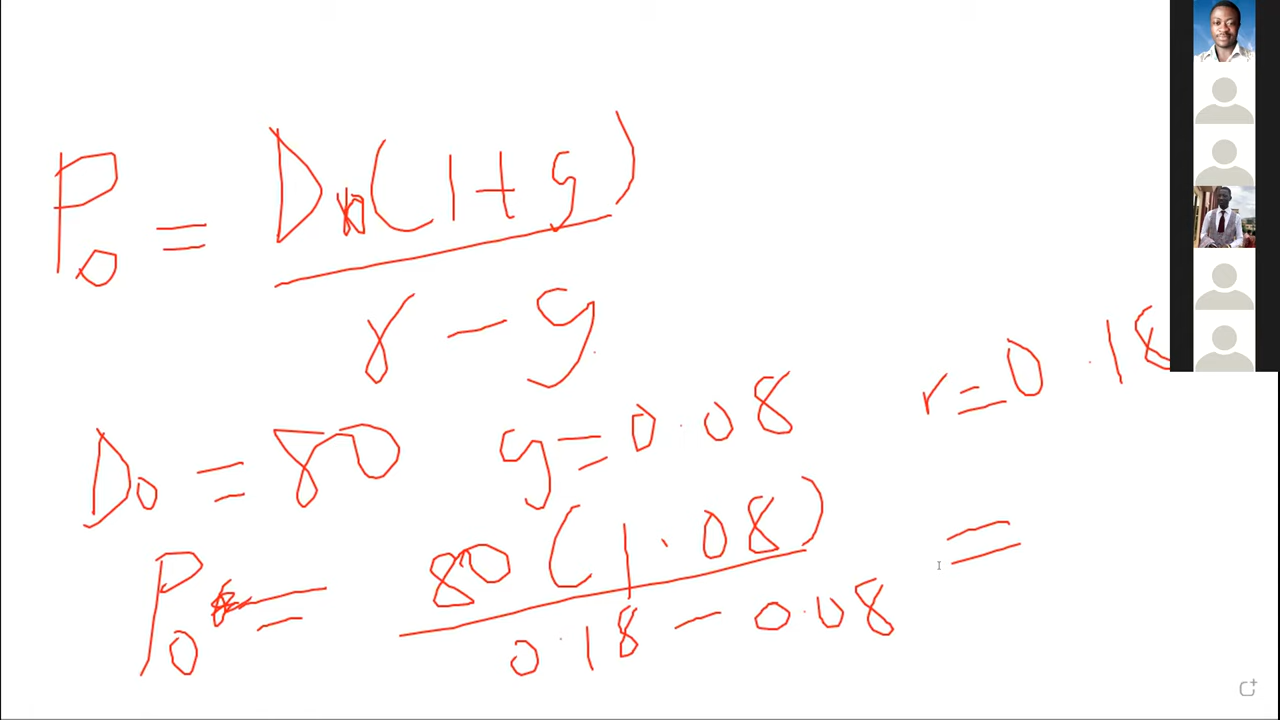 P₀ = D₀(1+g)
r - g
D₀ = 80 g = 0.08 r = 0.18
P₀ = 80(1.08) =
0.18 - 0.08